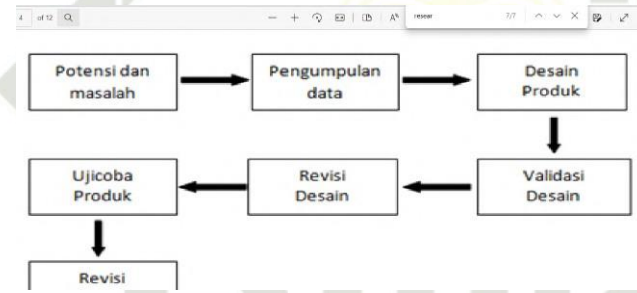 4 of 12 resear 7/7
Potensi dan
masalah
Pengumpulan
data
Desain
Produk
Ujicoba
Produk
Revisi
Desain
Validasi
Desain
Revisi